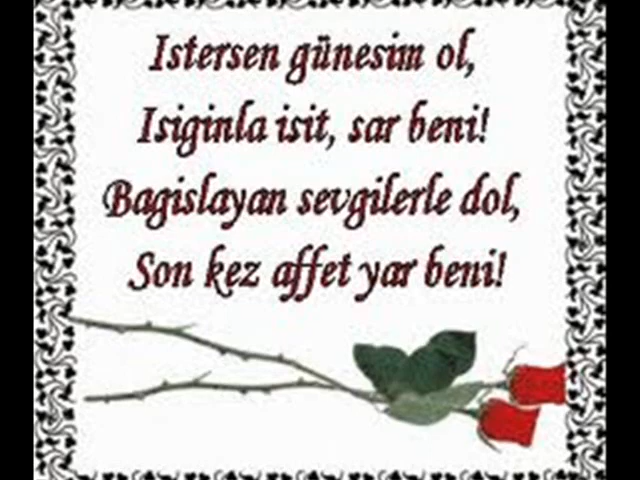 Istersen günesim ol,
Isiginla isit, sar beni!
Bagislayan sevgilerle dol,
Son kez affet yar beni!